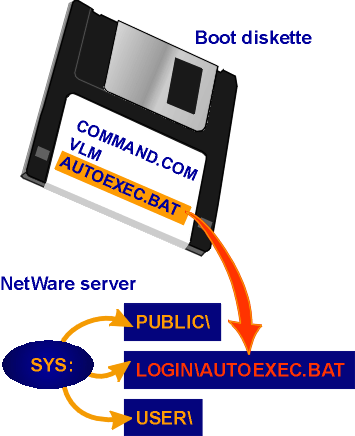 Boot diskette
COMMAND.COM
VLM
AUTOEXEC.BAT
NetWare server
SYS:
PUBLIC\
LOGIN\AUTOEXEC.BAT
USER\